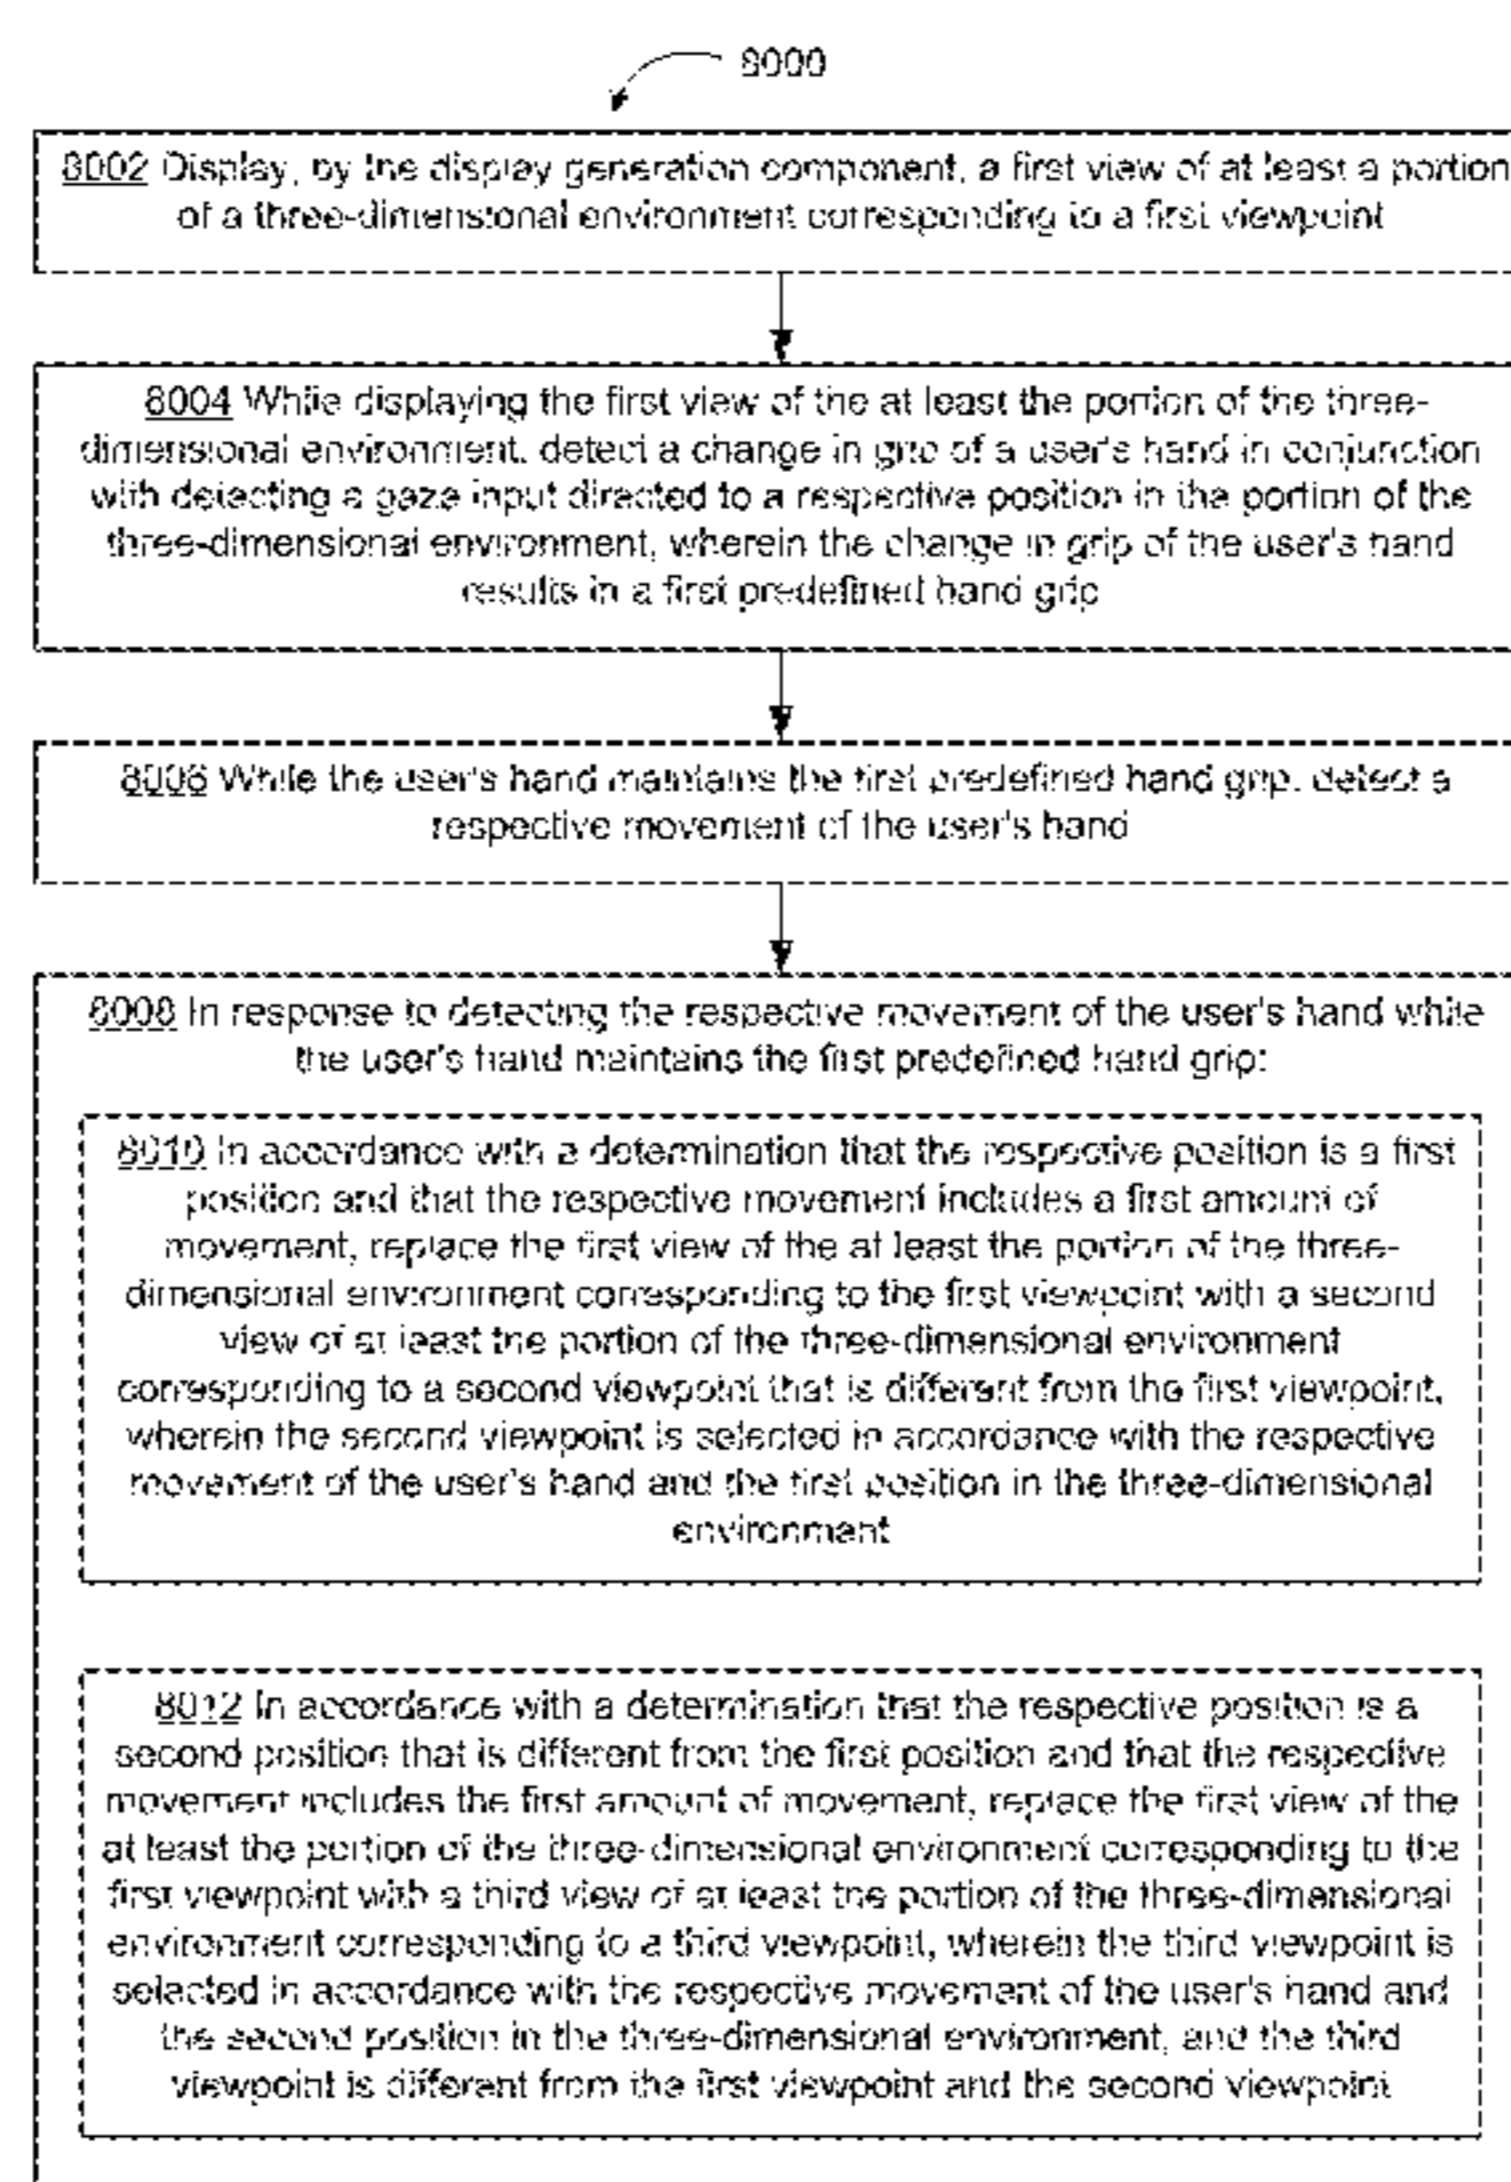 8000
8002 Display, by the display generation component, a first view of at least a portion
of a three-dimensional environment corresponding to a first viewpoint
8004 While displaying the first view of the at least the portion of the three-
dimensional environment, detect a change in grip of a user's hand in conjunction
with detecting a gaze input directed to a respective position in the portion of the
three-dimensional environment, wherein the change in grip of the user's hand
results in a first predefined hand grip
8006 While the user's hand maintains the first predefined hand grip, detect a
respective movement of the user's hand
8008 In response to detecting the respective movement of the user's hand while
the user's hand maintains the first predefined hand grip:
8010 In accordance with a determination that the respective position is a first
position and that the respective movement includes a first amount of
movement, replace the first view of the at least the portion of the three-
dimensional environment corresponding to the first viewpoint with a second
view of at least the portion of the three-dimensional environment
corresponding to a second viewpoint that is different from the first viewpoint,
wherein the second viewpoint is selected in accordance with the respective
movement of the user's hand and the first position in the three-dimensional
environment
8012 In accordance with a determination that the respective position is a
second position that is different from the first position and that the respective
movement includes the first amount of movement, replace the first view of the
at least the portion of the three-dimensional environment corresponding to the
first viewpoint with a third view of at least the portion of the three-dimensional
environment corresponding to a third viewpoint, wherein the third viewpoint is
selected in accordance with the respective movement of the user's hand and
the second position in the three-dimensional environment, and the third
viewpoint is different from the first viewpoint and the second viewpoint